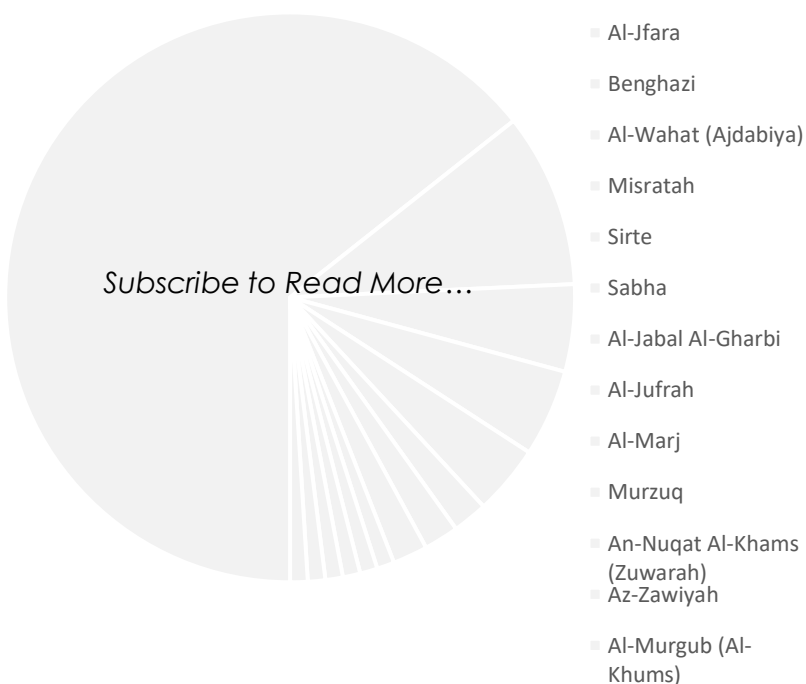 Al-Jfara
Benghazi
Al-Wahat (Ajdabiya)
Misratah
Subscribe to Read More…
Sirte
Sabha
Al-Jabal Al-Gharbi
Al-Jufrah
Al-Marj
Murzuq
An-Nuqat Al-Khams
(Zuwarah)
Az-Zawiyah
Al-Murgub (Al-
Khums)